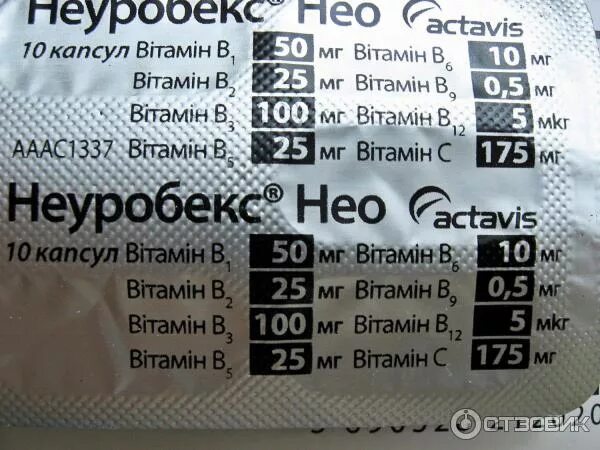 Неуробекс® Нео actavis
10 капсул Вітамін B1 50 мг Вітамін B6 10 мг
Вітамін B2 25 мг Вітамін B9 0,5 мг
Вітамін B3 100 мг Вітамін B12 5 мкг
AAAC1337 Вітамін B5 25 мг Вітамін C 175 мг
Неуробекс® Нео actavis
10 капсул Вітамін B1 50 мг Вітамін B6 10 мг
Вітамін B2 25 мг Вітамін B9 0,5 мг
Вітамін B3 100 мг Вітамін B12 5 мкг
Вітамін B5 25 мг Вітамін C 175 мг
ОТЗОВИК